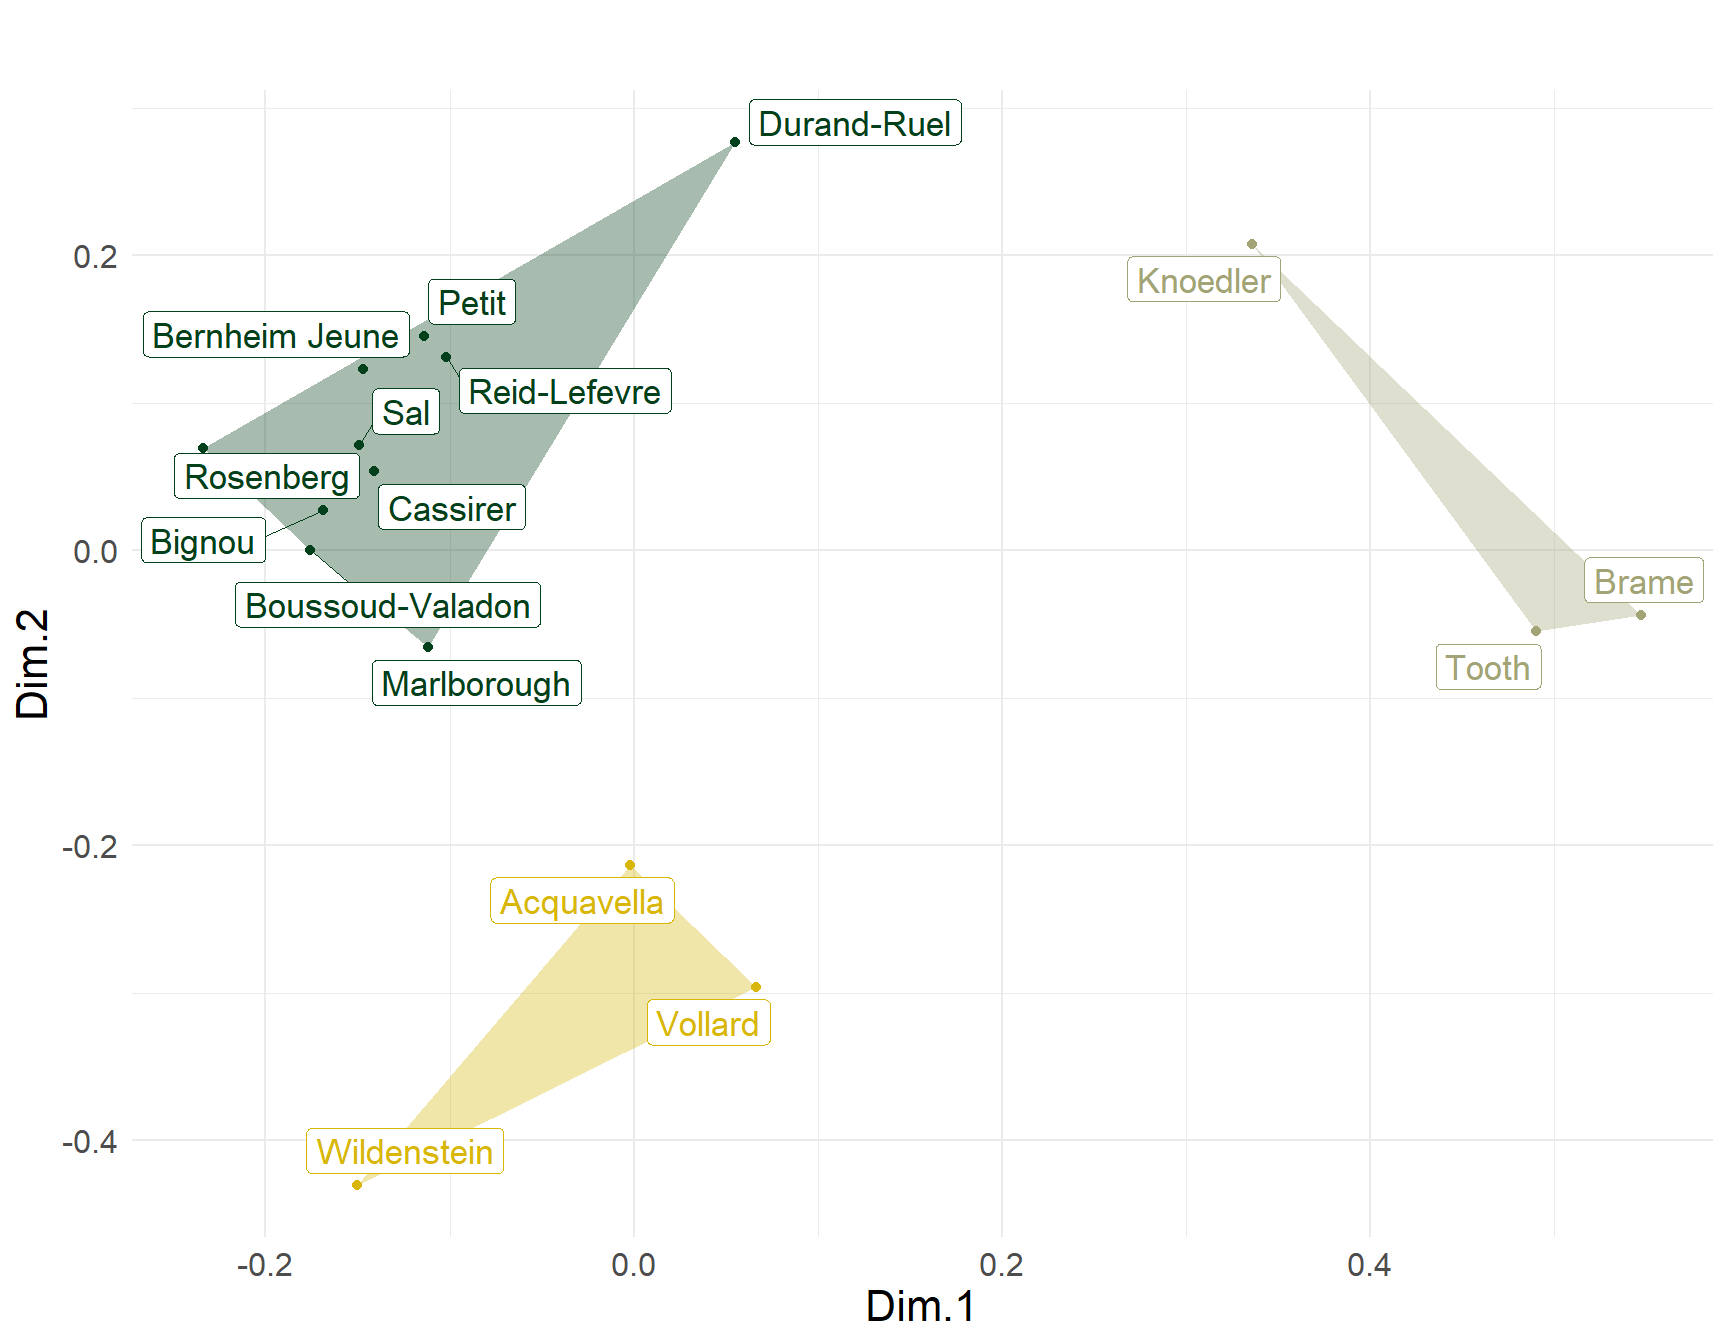 Durand-Ruel
0.2
Knoedler
Petit
Bernheim Jeune
Reid-Lefevre
Sal
Rosenberg
Cassirer
Bignou
0.0
Brame
Boussoud-Valadon
Dim.2
Tooth
Marlborough
-0.2
Acquavella
Vollard
-0.4
Wildenstein
-0.2 0.0 0.2 0.4
Dim.1